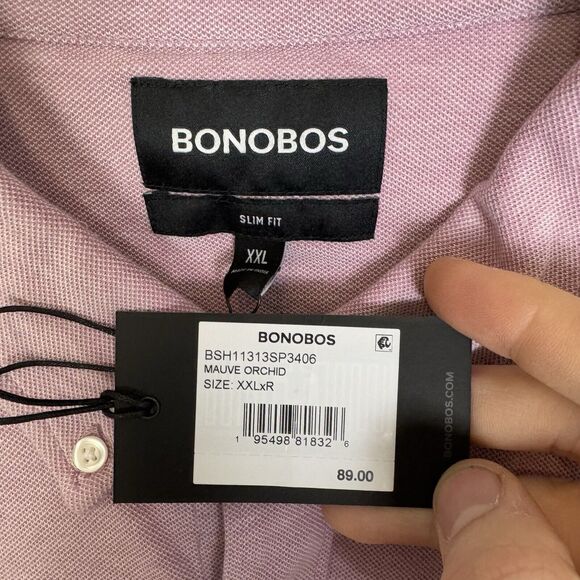 BONOBOS
SLIM FIT
XXL
MADE IN INDIA
BONOBOS
BSH11313SP3406
MAUVE ORCHID
SIZE: XXLxR
1 95498 81832 6
89.00
BONOBOS.COM